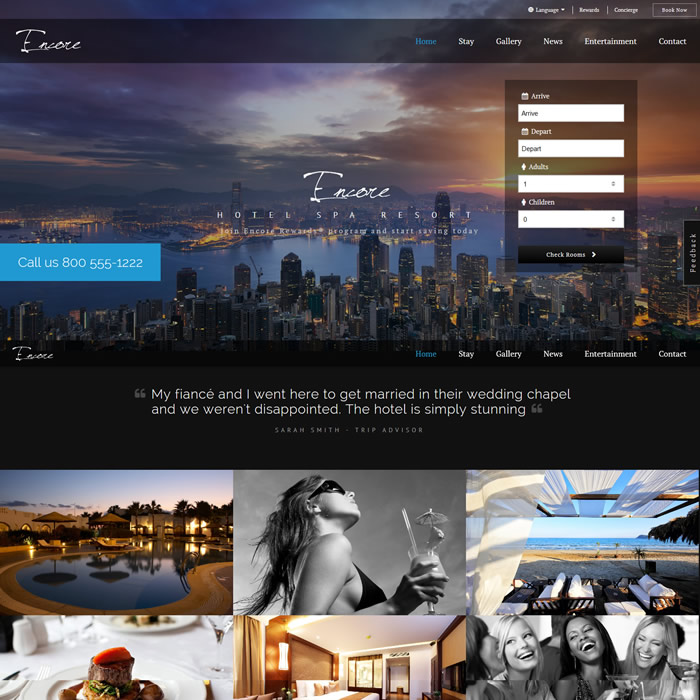 Language
Rewards
Concierge
Book Now
Encore
Home
Stay
Gallery
News
Entertainment
Contact
Arrive
Arrive
Depart
Depart
Adults
1
Children
0
Check Rooms
Encore
HOTEL SPA RESORT
Join Encore Rewards program and start saving today
Call us 800 555-1222
Feedback
Encore
Home
Stay
Gallery
News
Entertainment
Contact
“ My fiancé and I went here to get married in their wedding chapel
and we weren't disappointed. The hotel is simply stunning ”
SARAH SMITH - TRIP ADVISOR